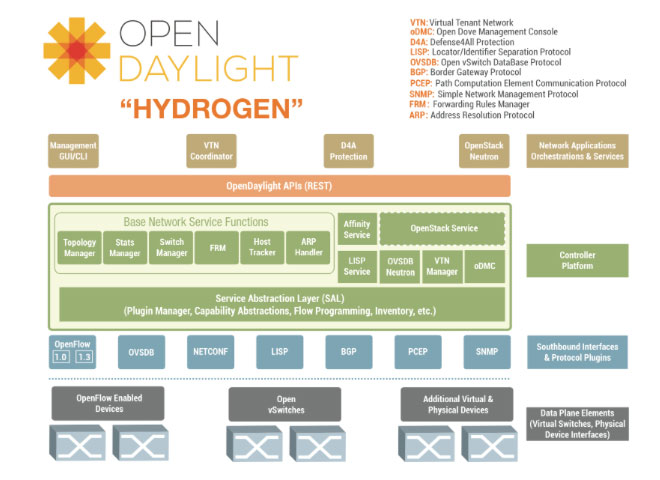 OPEN
DAYLIGHT
“HYDROGEN”
VTN: Virtual Tenant Network
oDMC: Open Dove Management Console
D4A: Defense4All Protection
LISP: Locator/Identifier Separation Protocol
OVSDB: Open vSwitch DataBase Protocol
BGP: Border Gateway Protocol
PCEP: Path Computation Element Communication Protocol
SNMP: Simple Network Management Protocol
FRM: Forwarding Rules Manager
ARP: Address Resolution Protocol
Management
GUI/CLI
VTN
Coordinator
D4A
Protection
OpenStack
Neutron
Network Applications
Orchestrations & Services
OpenDaylight APIs (REST)
Base Network Service Functions
Topology
Manager
Stats
Manager
Switch
Manager
FRM
Host
Tracker
ARP
Handler
Affinity
Service
OpenStack Service
LISP
Service
OVSDB
Neutron
VTN
Manager
oDMC
Service Abstraction Layer (SAL)
(Plugin Manager, Capability Abstractions, Flow Programming, Inventory, etc.)
Controller
Platform
OpenFlow
1.0 1.3
OVSDB
NETCONF
LISP
BGP
PCEP
SNMP
Southbound Interfaces
& Protocol Plugins
OpenFlow Enabled
Devices
Open
vSwitches
Additional Virtual &
Physical Devices
Data Plane Elements
(Virtual Switches, Physical
Device Interfaces)